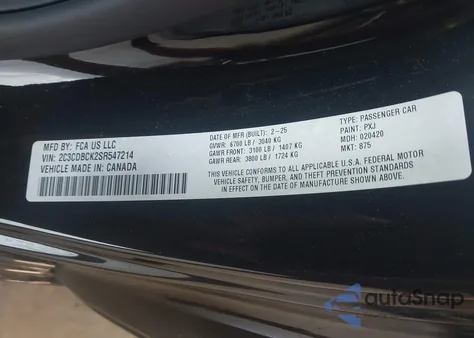 MFD BY: FCA US LLC
VIN: 2C3CDBCK2SR547214
VEHICLE MADE IN: CANADA
DATE OF MFR (BUILT): 2-25
GVWR: 6700 LB / 3040 KG
GAWR FRONT: 3100 LB / 1407 KG
GAWR REAR: 3800 LB / 1724 KG
TYPE: PASSENGER CAR
PAINT: PXJ
MDH: 020420
MKT: B75
THIS VEHICLE CONFORMS TO ALL APPLICABLE U.S.A. FEDERAL MOTOR
VEHICLE SAFETY, BUMPER, AND THEFT PREVENTION STANDARDS
IN EFFECT ON THE DATE OF MANUFACTURE SHOWN ABOVE.
autoSnap